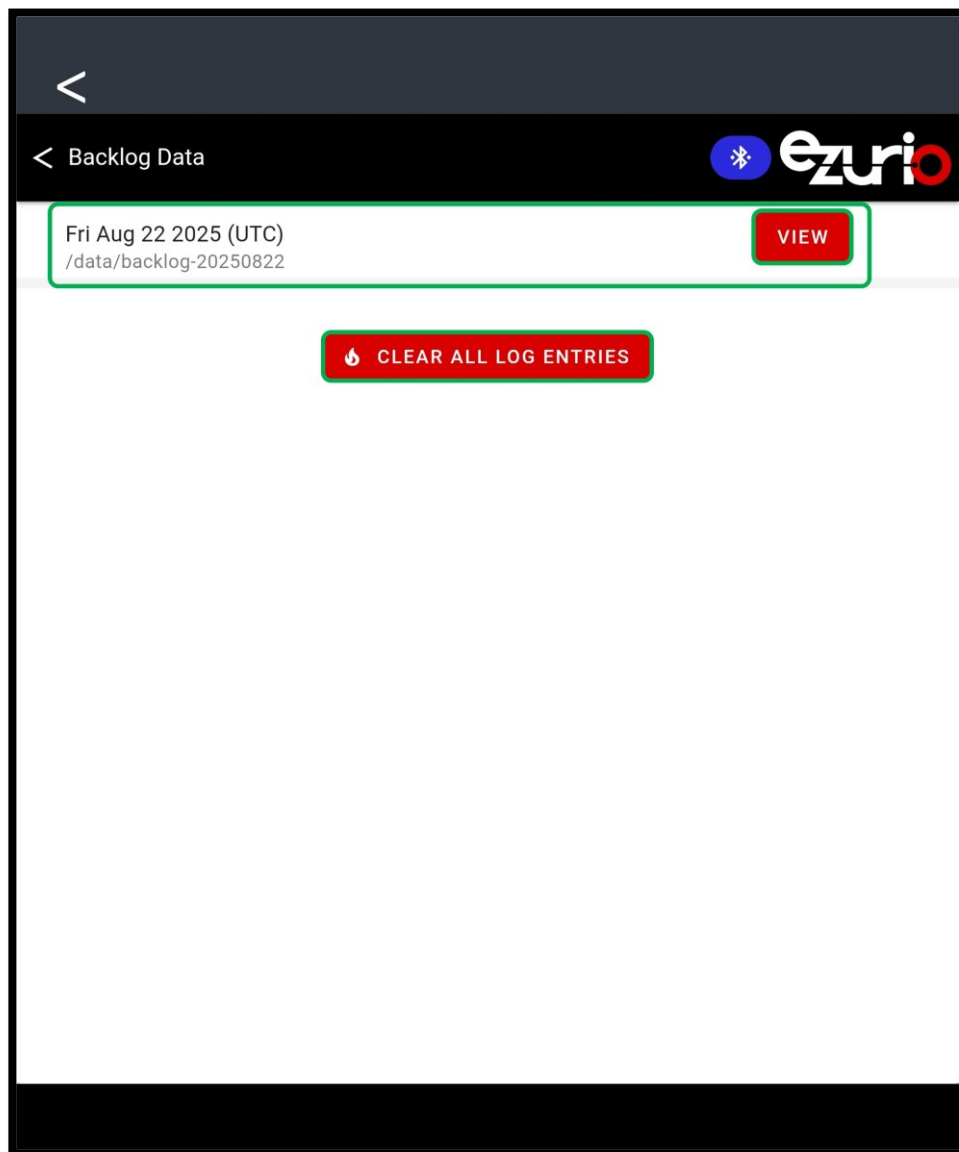 <
< Backlog Data
ezurio
Fri Aug 22 2025 (UTC)
VIEW
/data/backlog-20250822
CLEAR ALL LOG ENTRIES